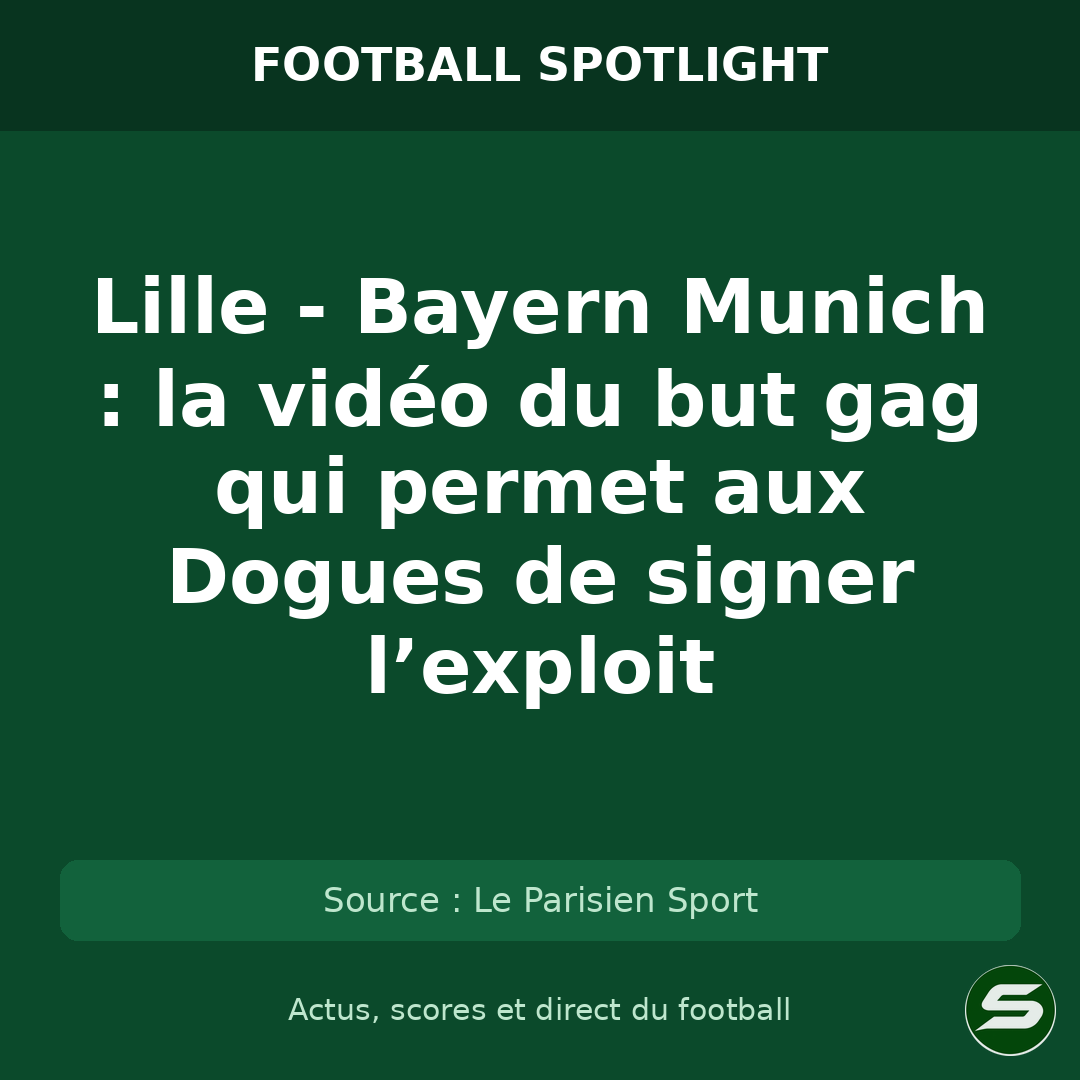 FOOTBALL SPOTLIGHT
Lille - Bayern Munich
: la vidéo du but gag
qui permet aux
Dogues de signer
l’exploit
Source : Le Parisien Sport
Actus, scores et direct du football
S